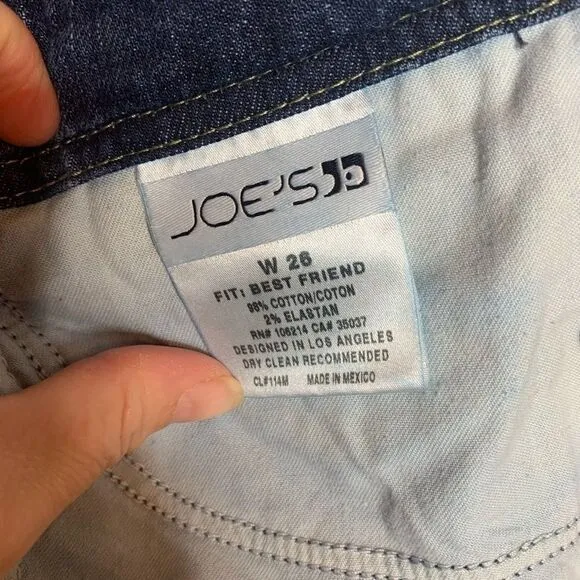 JOE'S
W 26
FIT: BEST FRIEND
98% COTTON/COTON
2% ELASTAN
RN# 106214 CA# 35037
DESIGNED IN LOS ANGELES
DRY CLEAN RECOMMENDED
CL#114M MADE IN MEXICO